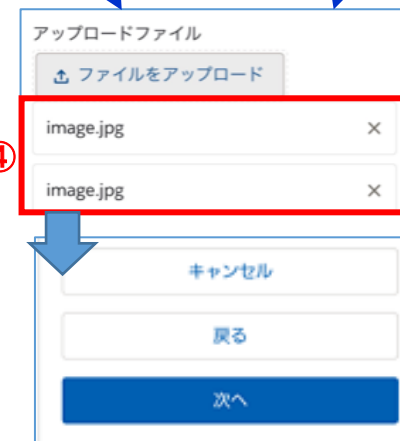 アップロードファイル
ファイルをアップロード
image.jpg ×
④
image.jpg ×
キャンセル
戻る
次へ